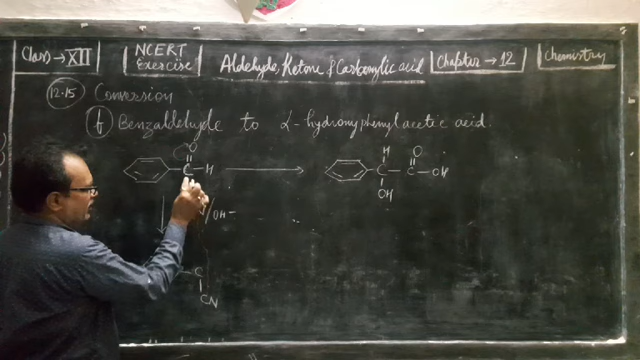 Class → XII
NCERT Exercise
Aldehyde, Ketone & Carboxylic acid
Chapter → 12
Chemistry
12.15 Conversion
f Benzaldehyde to α-hydroxyphenylacetic acid.
O
C H
H O
C C OH
OH
/OH-
C
CN